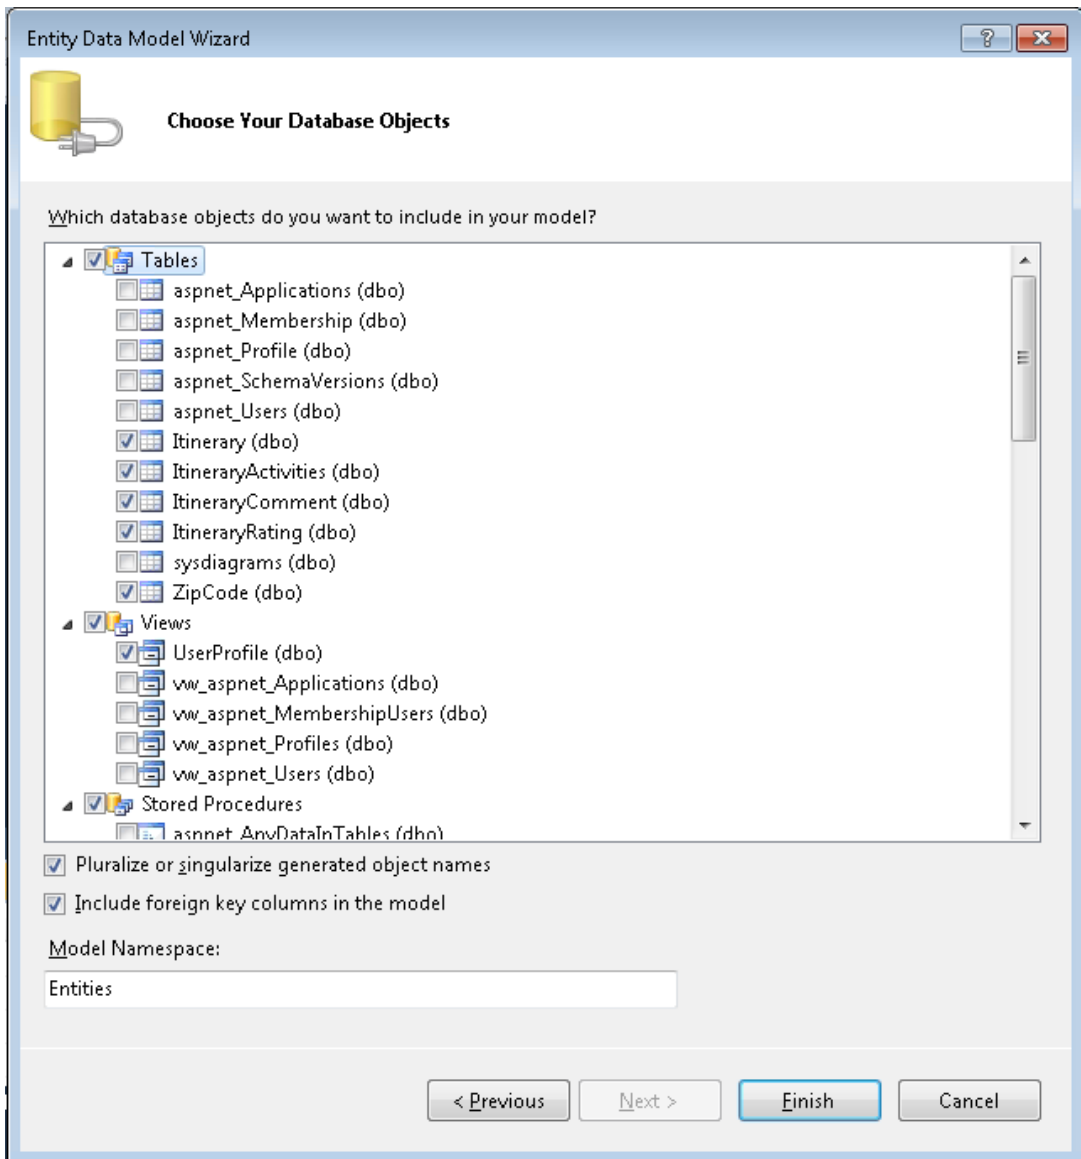 Entity Data Model Wizard
Choose Your Database Objects
Which database objects do you want to include in your model?
Tables
aspnet_Applications (dbo)
aspnet_Membership (dbo)
aspnet_Profile (dbo)
aspnet_SchemaVersions (dbo)
aspnet_Users (dbo)
Itinerary (dbo)
ItineraryActivities (dbo)
ItineraryComment (dbo)
ItineraryRating (dbo)
sysdiagrams (dbo)
ZipCode (dbo)
Views
UserProfile (dbo)
vw_aspnet_Applications (dbo)
vw_aspnet_MembershipUsers (dbo)
vw_aspnet_Profiles (dbo)
vw_aspnet_Users (dbo)
Stored Procedures
aspnet_AnyDataInTables (dbo)
Pluralize or singularize generated object names
Include foreign key columns in the model
Model Namespace:
Entities
< Previous Next > Finish Cancel